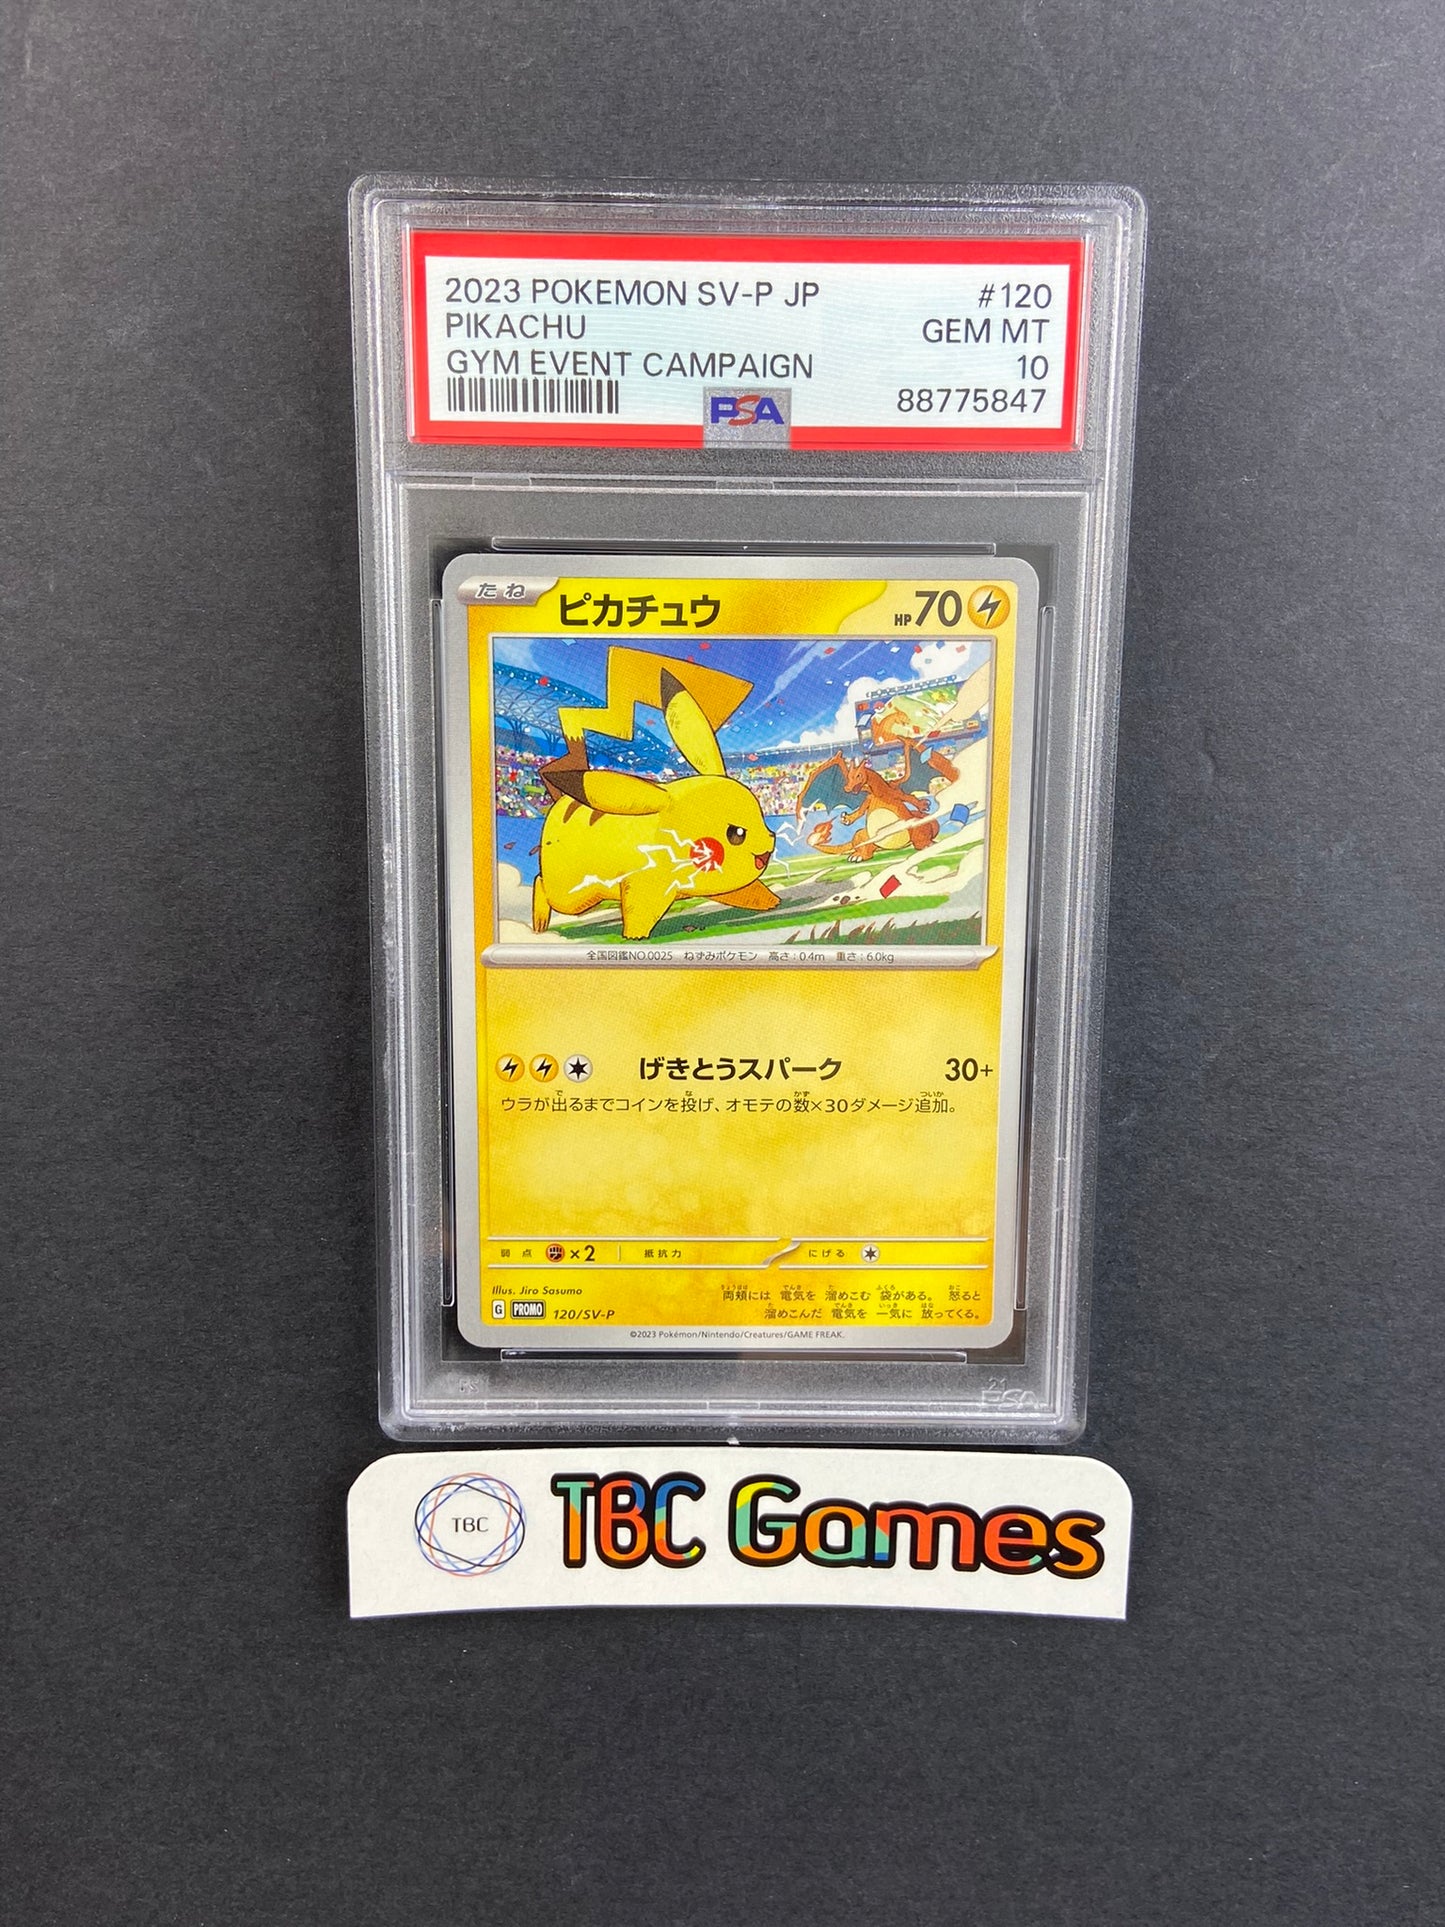 2023 POKEMON SV-P JP #120
PIKACHU GEM MT
GYM EVENT CAMPAIGN 10
PSA 88775847
たね ピカチュウ HP70
全国図鑑NO.0025 ねずみポケモン 高さ:0.4m 重さ:6.0kg
げきとうスパーク 30+
ウラが出るまでコインを投げ、オモテの数×30ダメージ追加。
弱点 ×2 抵抗力 にげる
Illus. Jiro Sasumo
両頬には 電気を 溜めこむ 袋がある。 怒ると
溜めこんだ 電気を 一気に 放ってくる。
G PROMO 120/SV-P
©2023 Pokémon/Nintendo/Creatures/GAME FREAK.
21
PSA
TBC TBC Games